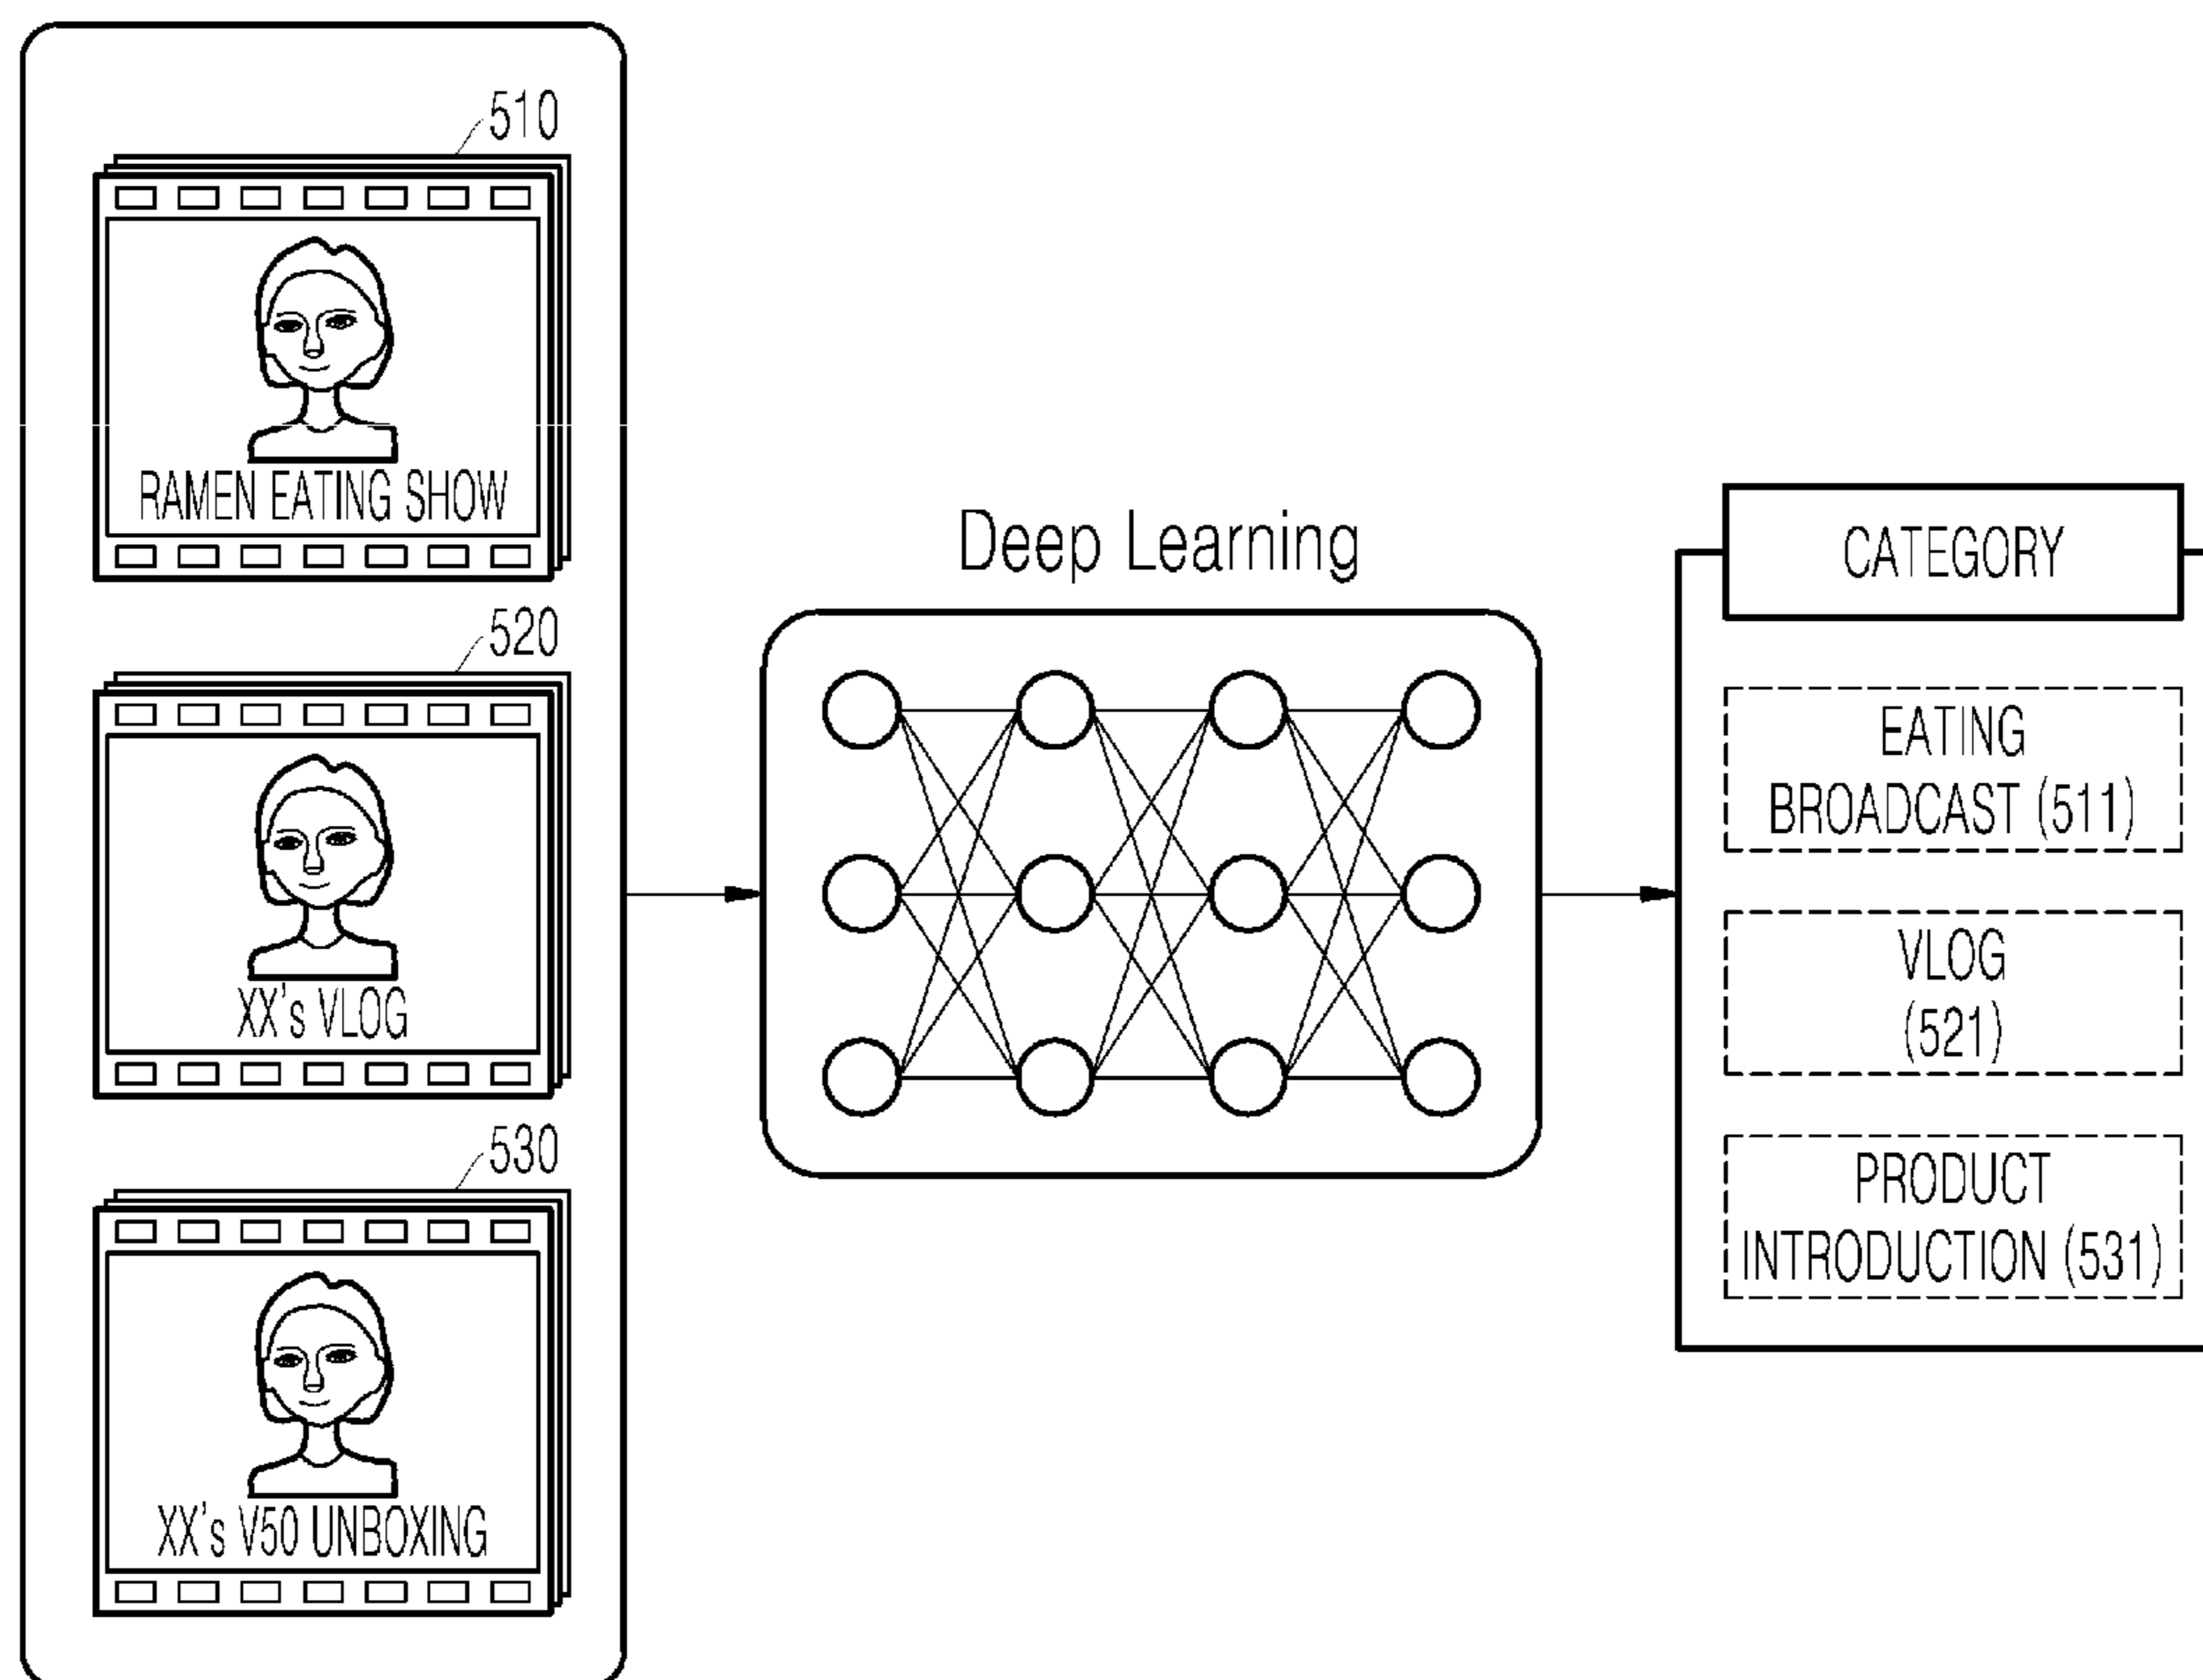 510
RAMEN EATING SHOW
520
XX's VLOG
530
XX's V50 UNBOXING
Deep Learning
CATEGORY
EATING
BROADCAST (511)
VLOG
(521)
PRODUCT
INTRODUCTION (531)